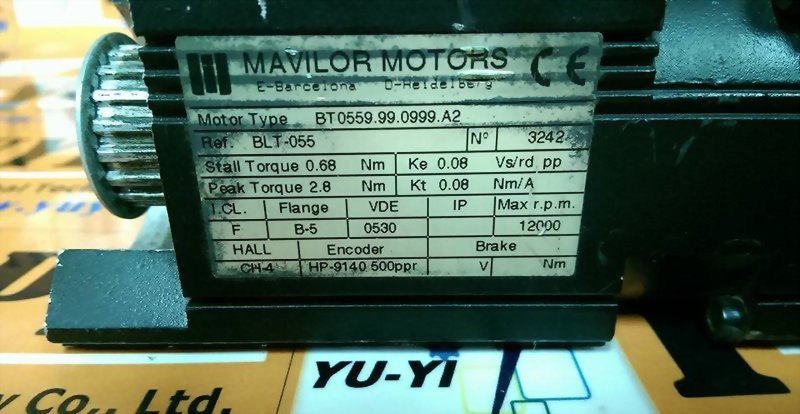 MAVILOR MOTORS CE
E-Barcelona D-Heidelberg
Motor Type BT0559.99.0999.A2
Ref. BLT-055 Nº 3242
Stall Torque 0.68 Nm Ke 0.08 Vs/rd pp
Peak Torque 2.8 Nm Kt 0.08 Nm/A
I.CL. Flange VDE IP Max r.p.m.
F B-5 0530 12000
HALL Encoder Brake
CH-4 HP-9140 500ppr V Nm
YU-Yi
Co., Ltd.